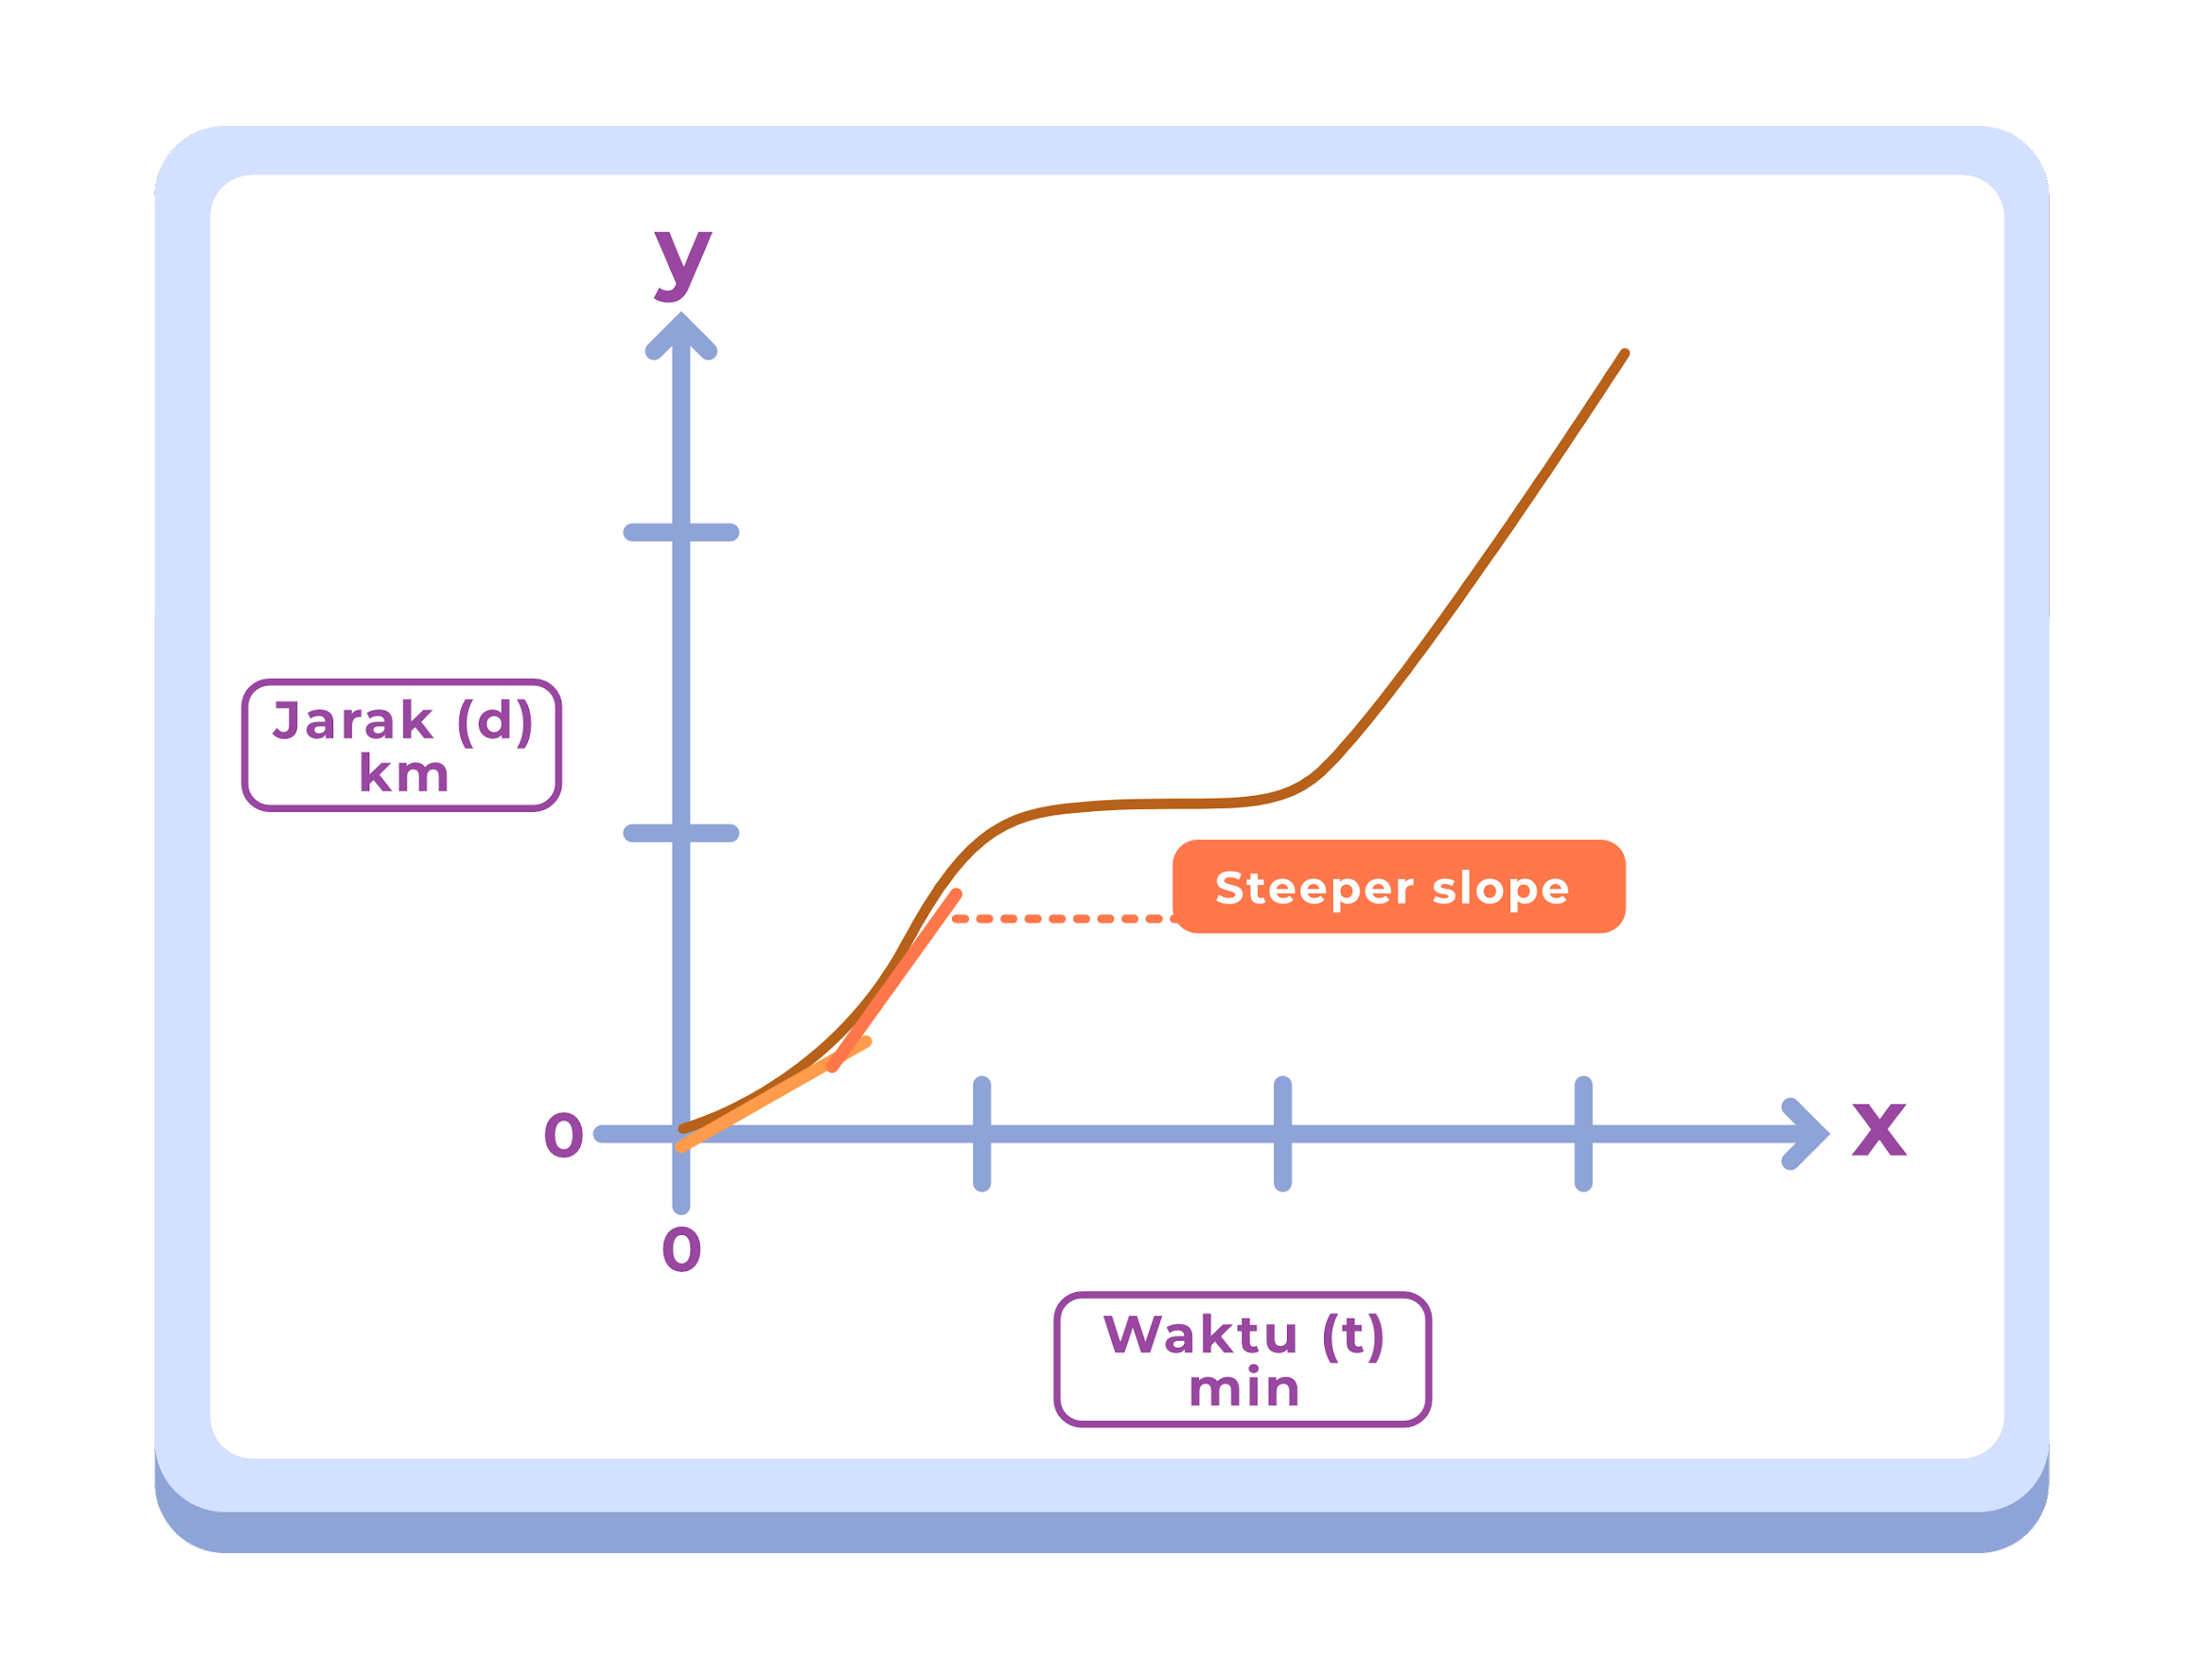 y
Jarak (d)
km
Steeper slope
0
x
0
Waktu (t)
min